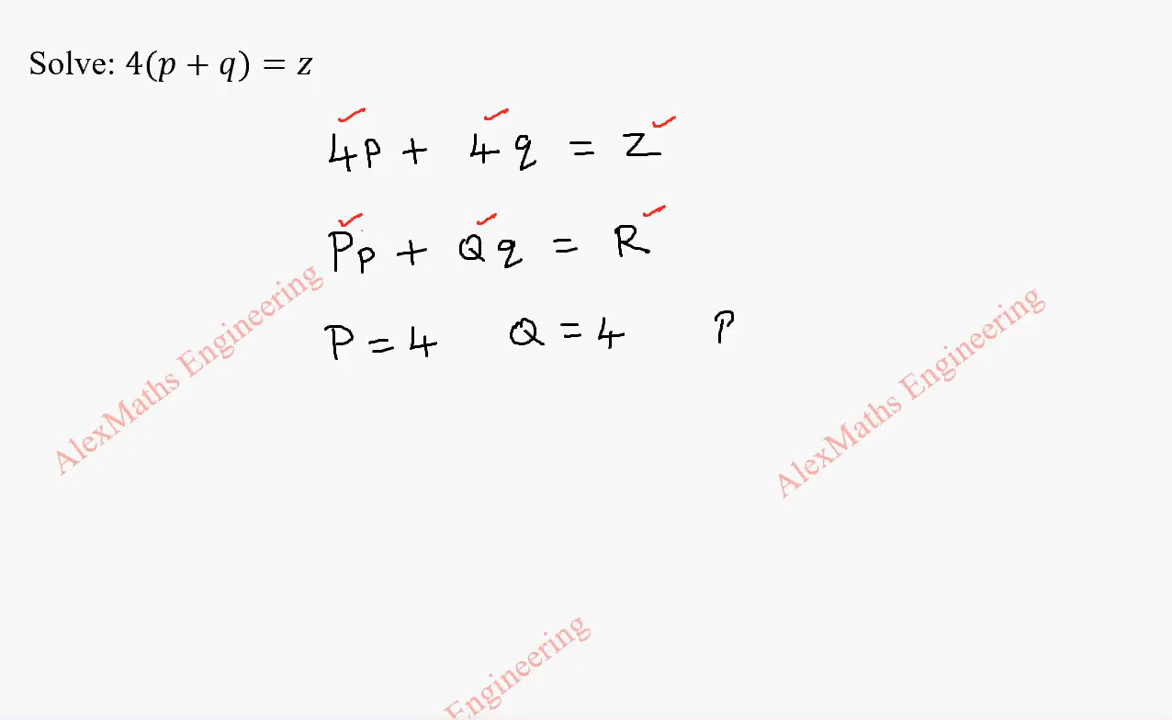 Solve: 4(p + q) = z
4p + 4q = z
Pp + Qq = R
P = 4 Q = 4
AlexMaths Engineering
AlexMaths Engineering
Engineering